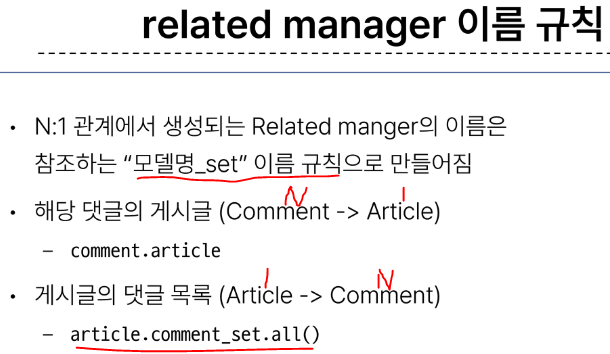 related manager 이름 규칙
• N:1 관계에서 생성되는 Related manger의 이름은
참조하는 “모델명_set” 이름 규칙으로 만들어짐
N 1
• 해당 댓글의 게시글 (Comment -> Article)
– comment.article
1 N
• 게시글의 댓글 목록 (Article -> Comment)
– article.comment_set.all()